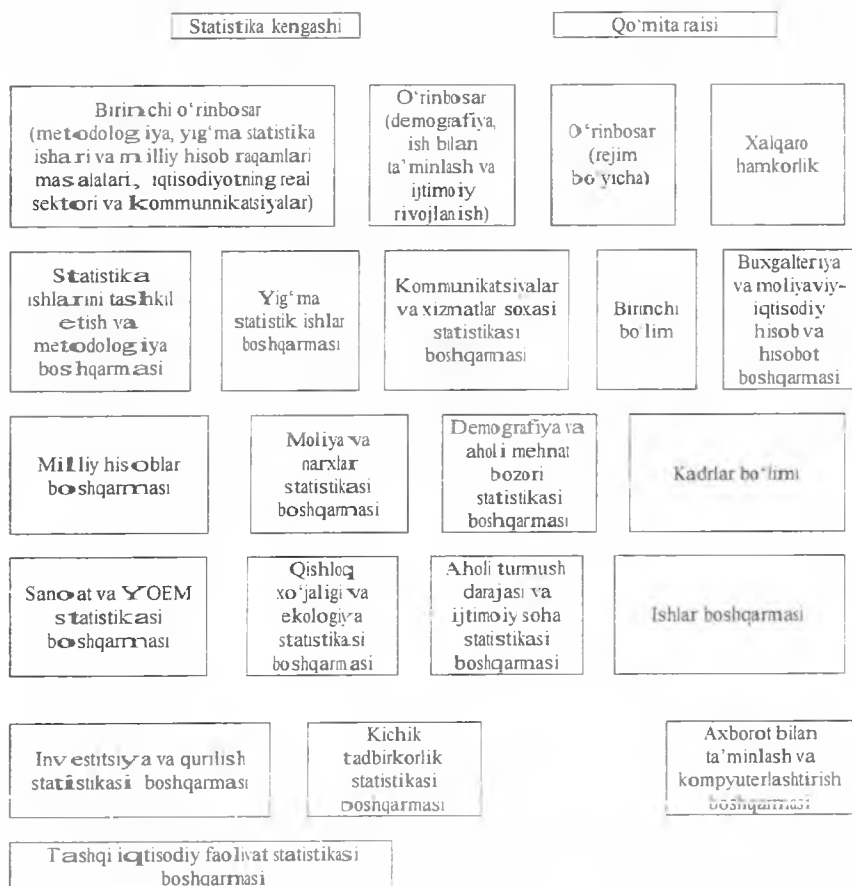 Statistika kengashi
Qo‘mita raisi
Birinchi o‘rinbosar
(metodologiya, yig‘ma statistika
ishari va milliy hisob raqamlari
masalalari, iqtisodiyotning real
sektori va kommunnikatsiyalar)
O‘rinbosar
(demografiya,
ish bilan
ta’minlash va
ijtimoiy
rivojlanish)
O‘rinbosar
(rejim
bo‘yicha)
Xalqaro
hamkorlik
Statistika
ishlarini tashkil
etish va
metodologiya
boshqarmasi
Yig‘ma
statistik ishlar
boshqarmasi
Kommunikatsiyalar
va xizmatlar soxasi
statistikası
boshqarmasi
Birinchi
bo‘lim
Buxgalteriya
va moliyaviy-
iqtisodiy
hisob va
hisobot
boshqarmasi
Milliy hisoblar
boshqarması
Moliya va
narxlar
statistikasi
boshqarmasi
Demografiya va
aholi mehnat
bozori
statistikasi
boshqarmasi
Kadrlar bo‘limi
Sanoat va YOEM
statistikasi
boshqarmasi
Qishloq
xo‘jaligi va
ekologiya
statistikasi
boshqarmasi
Aholi turmush
darajasi va
ijtimoiy soha
statistikasi
boshqarmasi
Ishlar boshqarmasi
Investitsiya va qurilish
statistikasi boshqarmasi
Kichik
tadbirkorlik
statistikasi
boshqarmasi
Axborot bilan
ta’minlash va
kompyuterlashtirish
boshqarmasi
Tashqi iqtisodiy faoliyat statistikasi
boshqarmasi